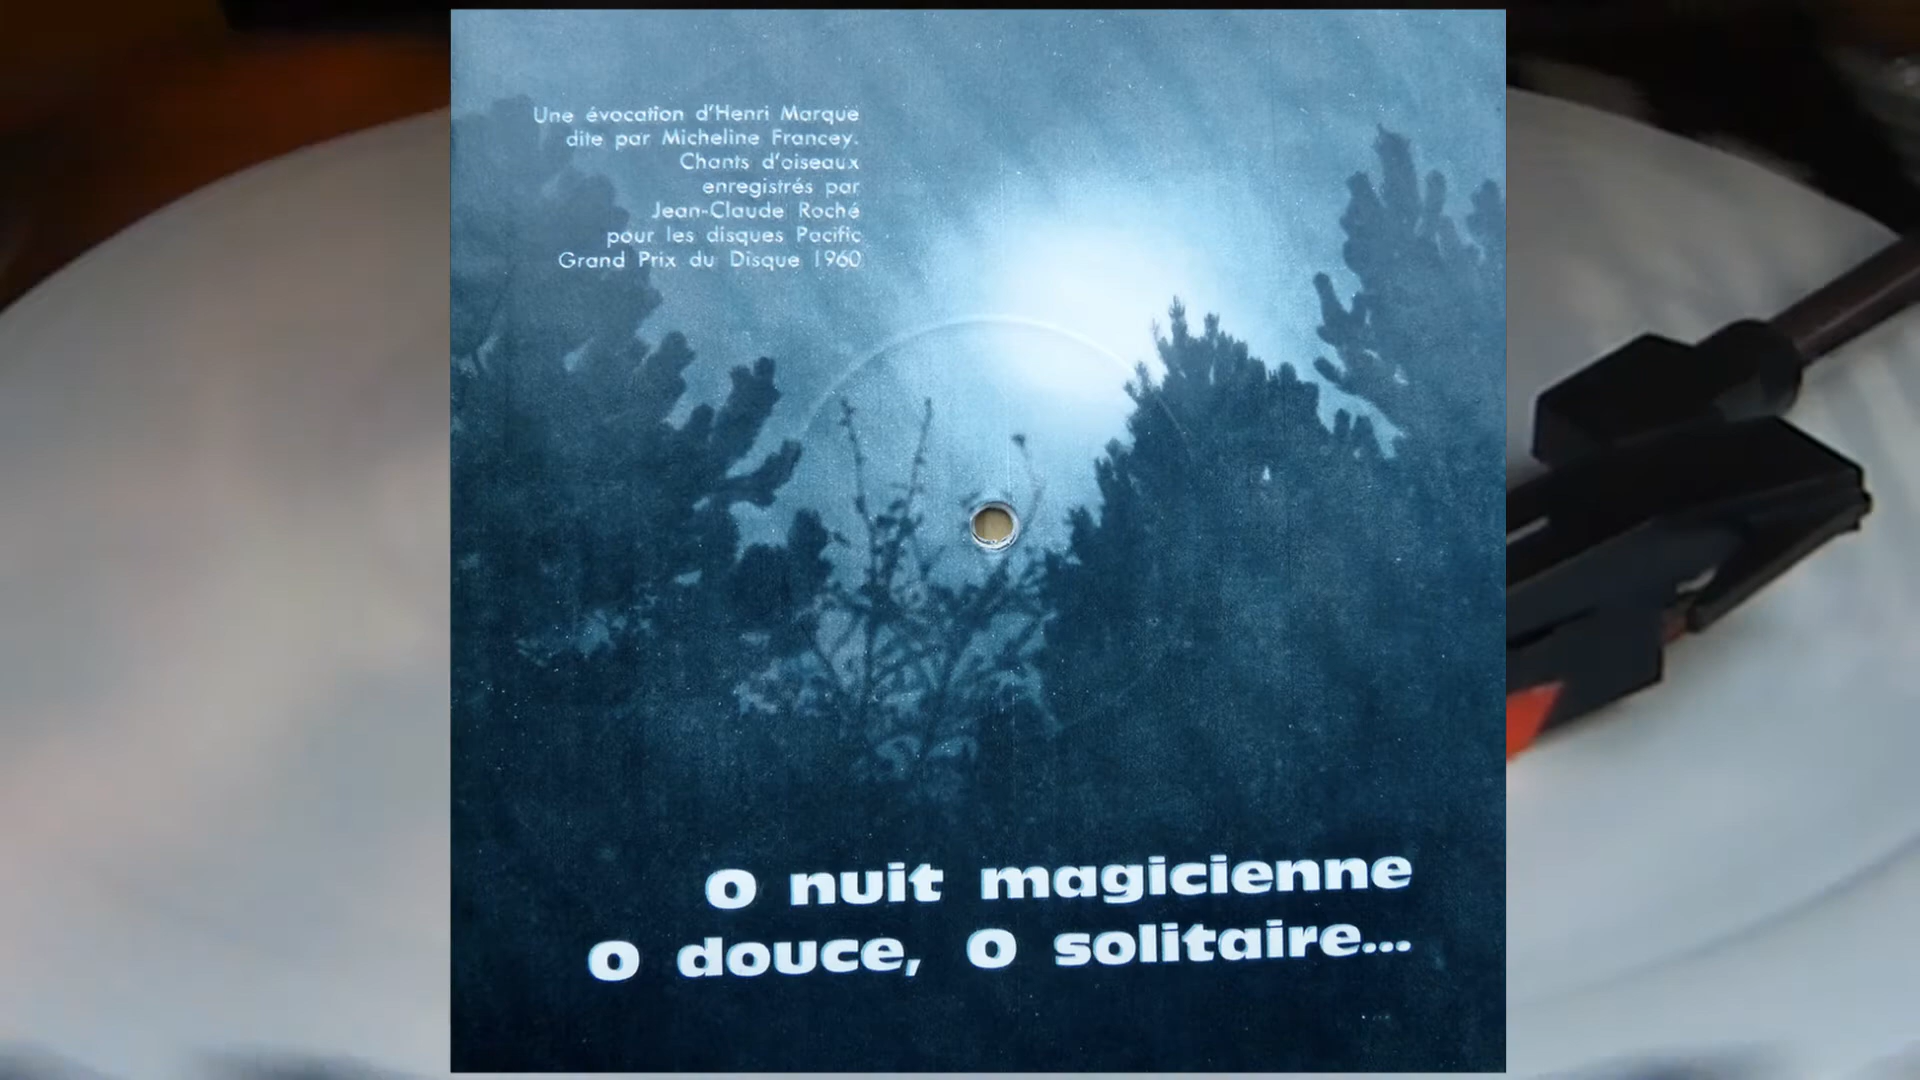 Une évocation d'Henri Marque
dite par Micheline Francey.
Chants d'oiseaux
enregistrés par
Jean-Claude Roché
pour les disques Pacific
Grand Prix du Disque 1960
O nuit magicienne
O douce, O solitaire...